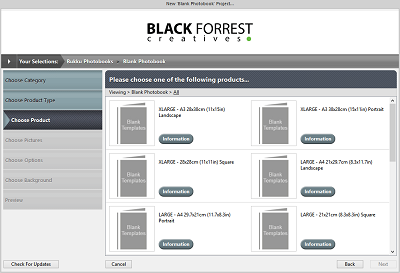 New 'Blank Photobook' Project...
BLACK FORREST
creatives
Your Selections: Bukku Photobooks Blank Photobook
Choose Category
Choose Product Type
Choose Product
Choose Pictures
Choose Options
Choose Background
Preview
Please choose one of the following products...
Viewing > Blank Photobook > All
Blank Templates
XLARGE - A3 28x38cm (11x15in) Landscape
Information
Blank Templates
XLARGE - A3 38x28cm (15x11in) Portrait
Information
Blank Templates
XLARGE - 28x28cm (11x11in) Square
Information
Blank Templates
LARGE - A4 21x29.7cm (8.3x11.7in) Landscape
Information
Blank Templates
LARGE - A4 29.7x21cm (11.7x8.3in) Portrait
Information
Blank Templates
LARGE - 21x21cm (8.3x8.3in) Square
Information
Check For Updates
Cancel
Back
Next